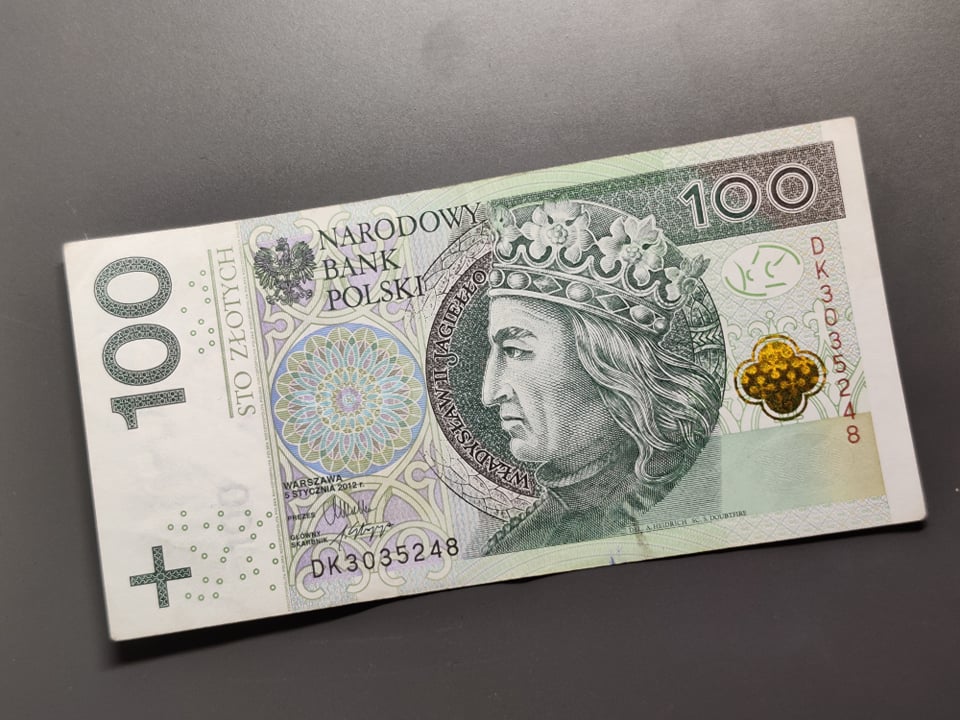 100
STO ZŁOTYCH
NARODOWY
BANK
POLSKI
WŁADYSŁAW II JAGIEŁŁO
100
DK3035248
WARSZAWA
5 STYCZNIA 2012 r.
PREZES
GŁÓWNY
SKARBNIK
DK3035248
A. HEIDRICH SC. S. DOUBTFIRE